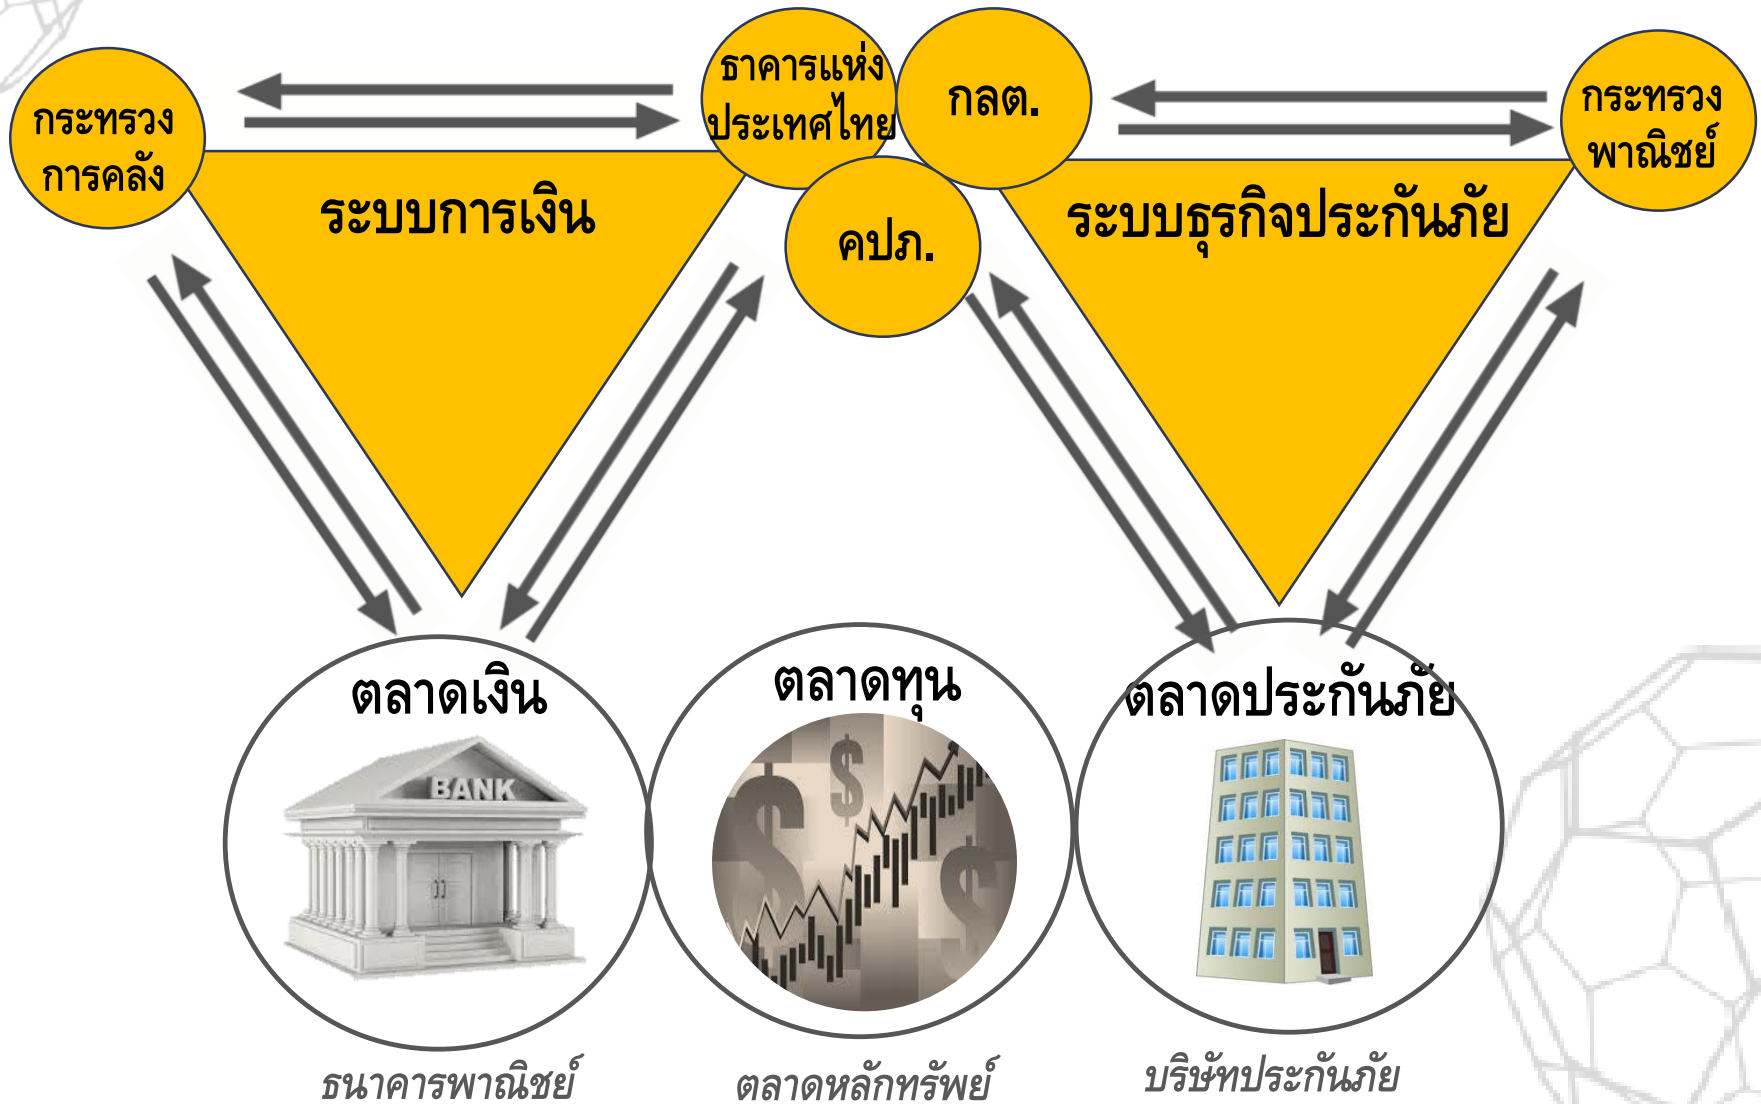 กระทรวง
การคลัง
ธาคารแห่ง
ประเทศไทย
กลต.
คปภ.
กระทรวง
พาณิชย์
ระบบการเงิน
ระบบธุรกิจประกันภัย
ตลาดเงิน
ตลาดทุน
ตลาดประกันภัย
BANK
ธนาคารพาณิชย์
ตลาดหลักทรัพย์
บริษัทประกันภัย